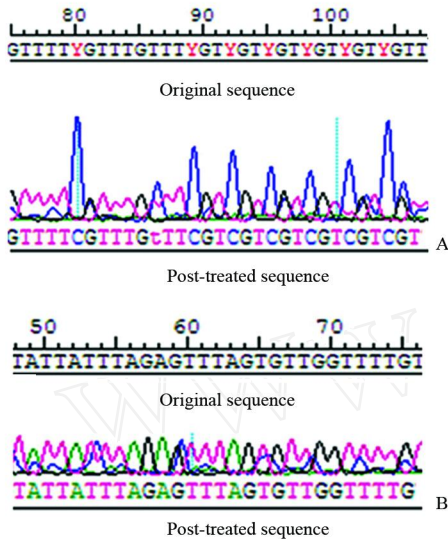 80 90 100
GTTTTYGTTTGTTTYGTYGTYGTYGTYGTYGTT
Original sequence
GTTTTCGTTTGtTTCGTCGTCGTCGTCGTCGT
A
Post-treated sequence
50 60 70
TATTATTTAGAGTTTAGTGTTGGTTTTGT
Original sequence
WWW
TATTATTTAGAGTTTAGTGTTGGTTTTG
B
Post-treated sequence